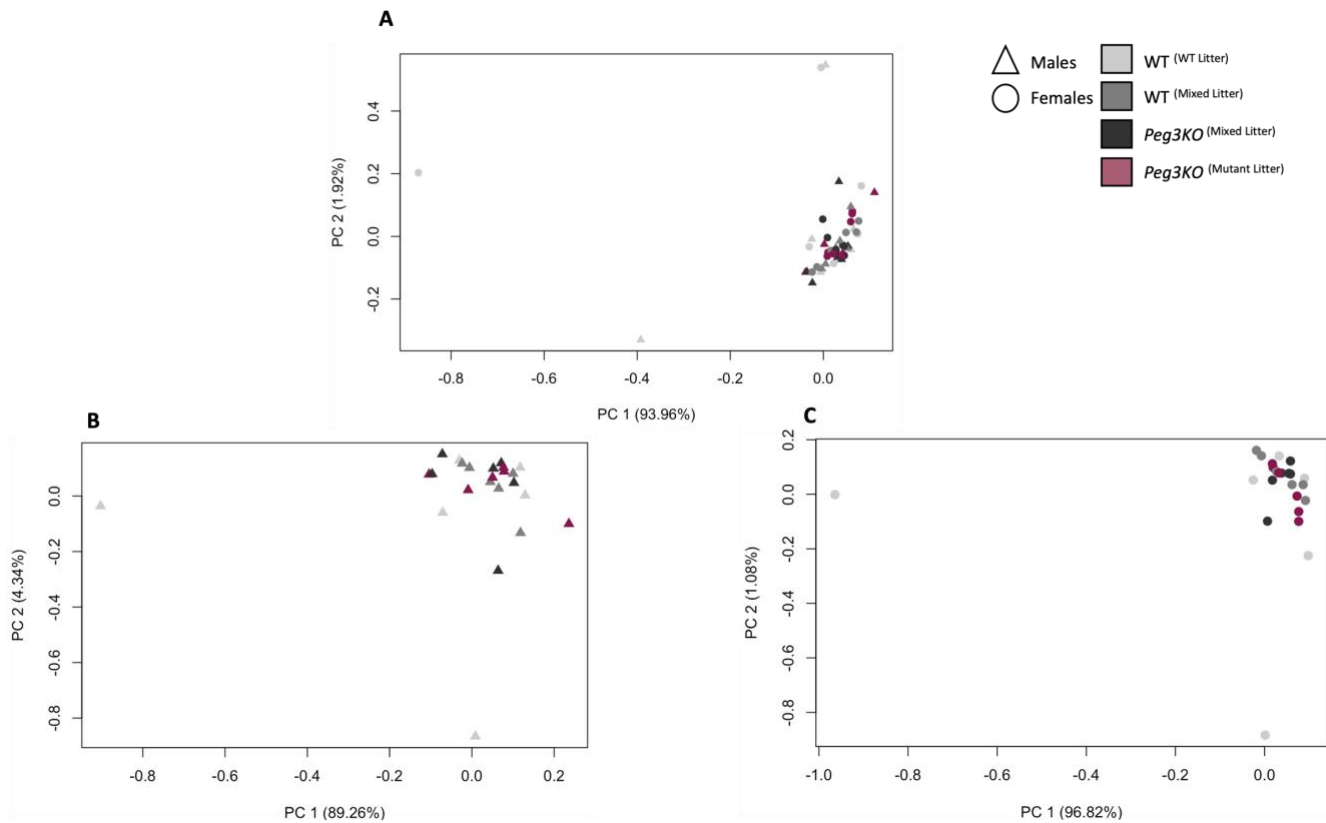 A
Males
Females
WT (WT Litter)
WT (Mixed Litter)
Peg3KO (Mixed Litter)
Peg3KO (Mutant Litter)
PC 2 (1.92%)
0.4
0.2
0.0
-0.2
-0.8
-0.6
-0.4
-0.2
0.0
PC 1 (93.96%)
B
PC 2 (4.34%)
0.0
-0.2
-0.4
-0.6
-0.8
-0.8
-0.6
-0.4
-0.2
0.0
0.2
PC 1 (89.26%)
C
PC 2 (1.08%)
0.2
0.0
-0.2
-0.4
-0.6
-0.8
-1.0
-0.8
-0.6
-0.4
-0.2
0.0
PC 1 (96.82%)